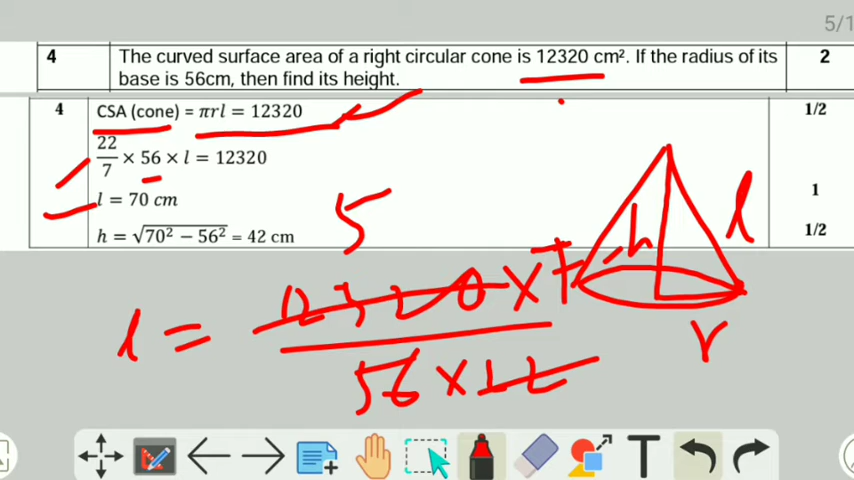 5/1
4 The curved surface area of a right circular cone is 12320 cm². If the radius of its 2
base is 56cm, then find its height.
4 CSA (cone) = πrl = 12320 1/2
22/7 × 56 × l = 12320
l = 70 cm 1
h = √70² − 56² = 42 cm 1/2
5
l = 12320 × 7
56 × 22
h
l
r
T